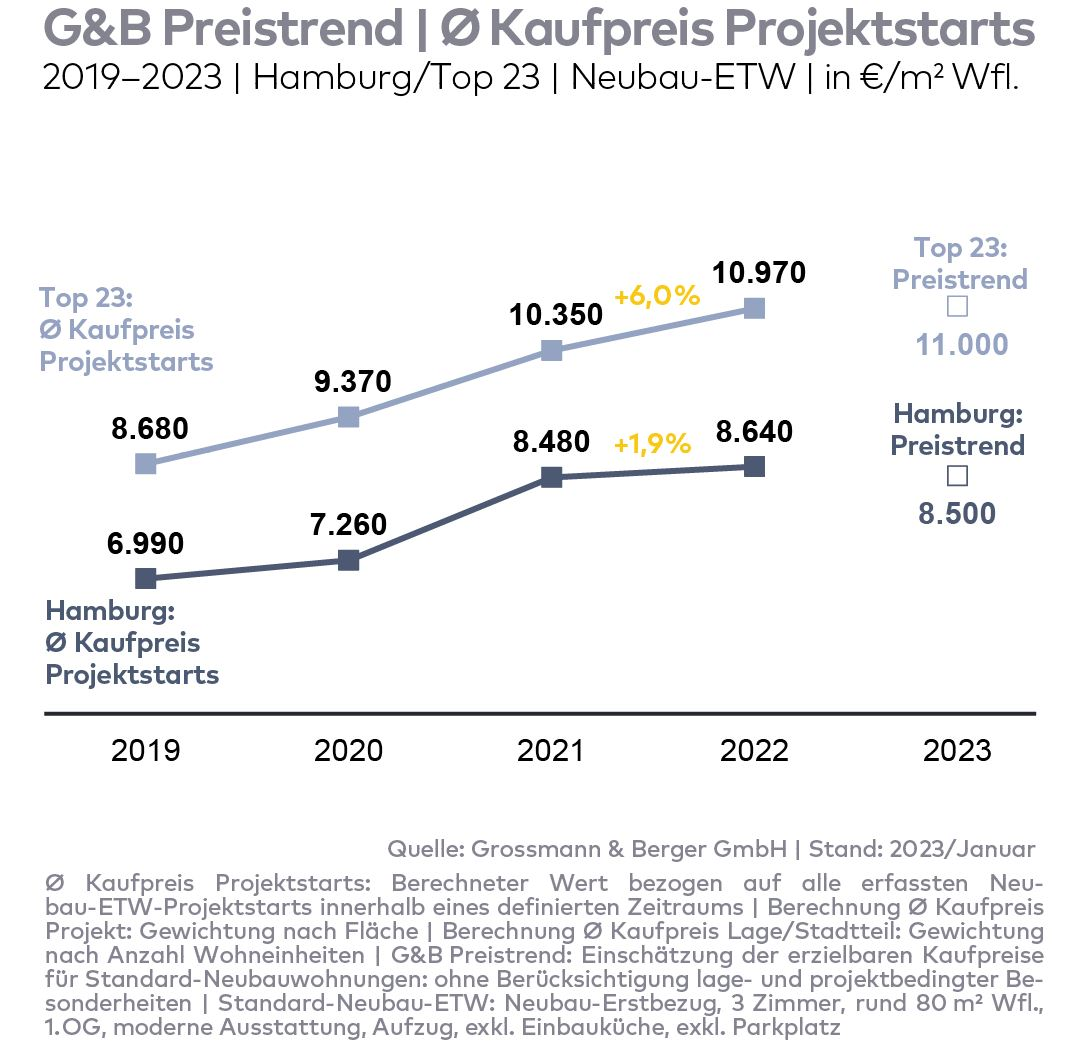 G&B Preistrend | Ø Kaufpreis Projektstarts
2019–2023 | Hamburg/Top 23 | Neubau-ETW | in €/m² Wfl.
Top 23:
Ø Kaufpreis
Projektstarts
8.680
9.370
10.350
+6,0%
10.970
Top 23:
Preistrend
11.000
6.990
7.260
8.480
+1,9%
8.640
Hamburg:
Preistrend
8.500
Hamburg:
Ø Kaufpreis
Projektstarts
2019
2020
2021
2022
2023
Quelle: Grossmann & Berger GmbH | Stand: 2023/Januar
Ø Kaufpreis Projektstarts: Berechneter Wert bezogen auf alle erfassten Neu-
bau-ETW-Projektstarts innerhalb eines definierten Zeitraums | Berechnung Ø Kaufpreis
Projekt: Gewichtung nach Fläche | Berechnung Ø Kaufpreis Lage/Stadtteil: Gewichtung
nach Anzahl Wohneinheiten | G&B Preistrend: Einschätzung der erzielbaren Kaufpreise
für Standard-Neubauwohnungen: ohne Berücksichtigung lage- und projektbedingter Be-
sonderheiten | Standard-Neubau-ETW: Neubau-Erstbezug, 3 Zimmer, rund 80 m² Wfl.,
1.OG, moderne Ausstattung, Aufzug, exkl. Einbauküche, exkl. Parkplatz